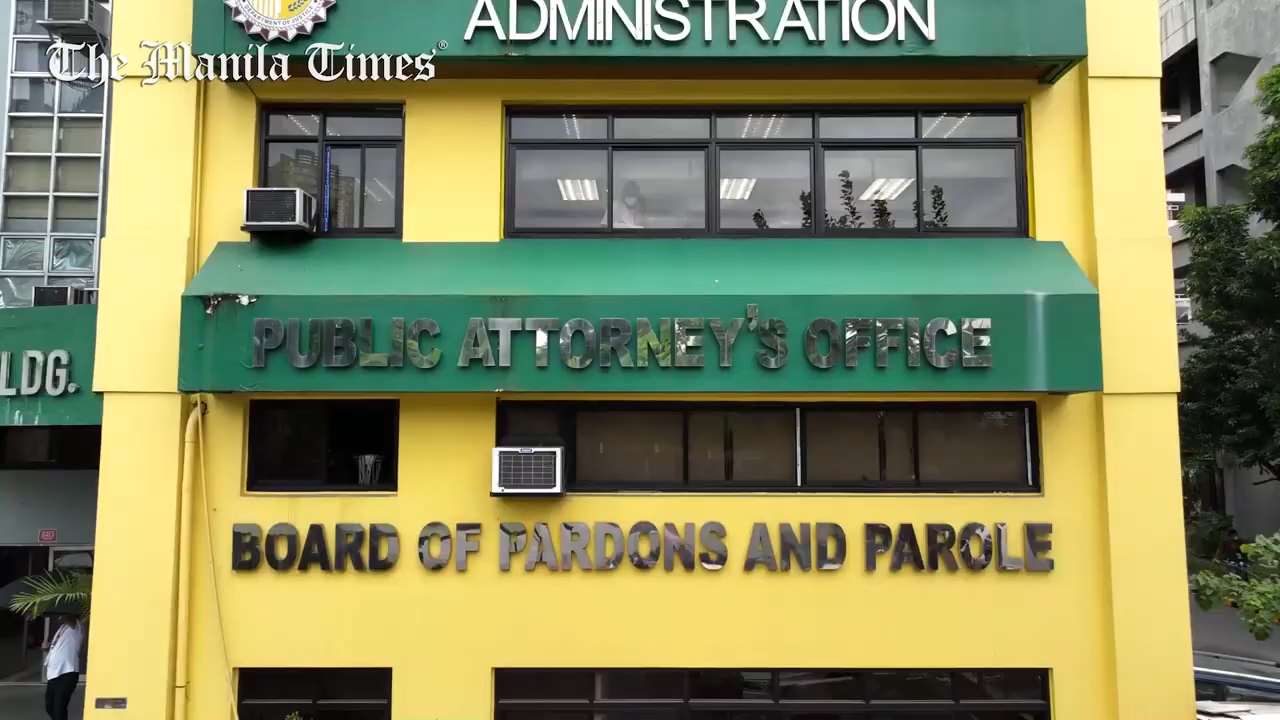 ADMINISTRATION
The Manila Times®
PUBLIC ATTORNEY'S OFFICE
LDG.
BOARD OF PARDONS AND PAROLE